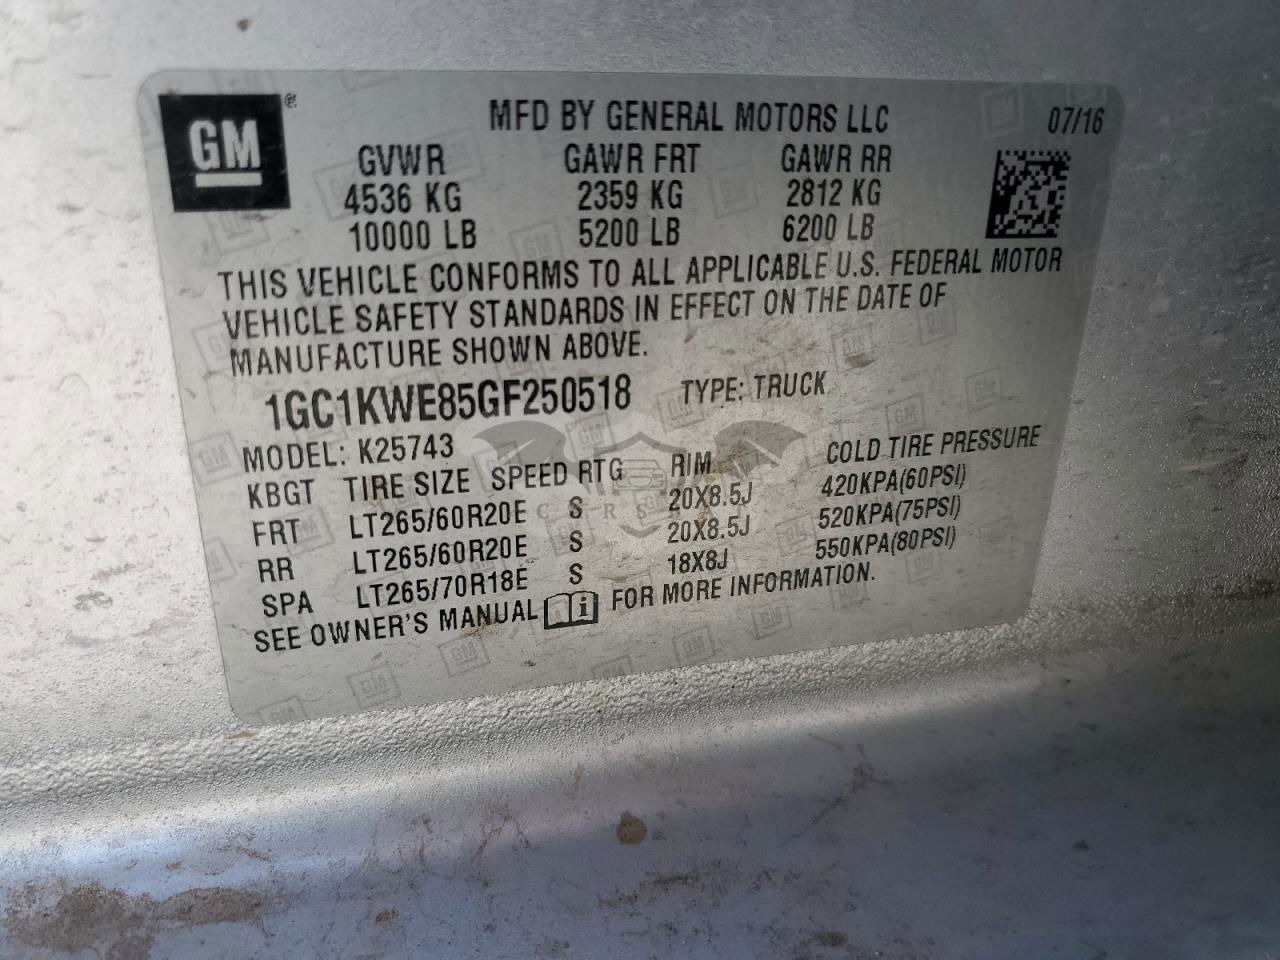 GM ®
MFD BY GENERAL MOTORS LLC 07/16
GVWR GAWR FRT GAWR RR
4536 KG 2359 KG 2812 KG
10000 LB 5200 LB 6200 LB
THIS VEHICLE CONFORMS TO ALL APPLICABLE U.S. FEDERAL MOTOR
VEHICLE SAFETY STANDARDS IN EFFECT ON THE DATE OF
MANUFACTURE SHOWN ABOVE.
1GC1KWE85GF250518 TYPE: TRUCK
MODEL: K25743
KBGT TIRE SIZE SPEED RTG RIM COLD TIRE PRESSURE
FRT LT265/60R20E S 20X8.5J 420KPA(60PSI)
RR LT265/60R20E S 20X8.5J 520KPA(75PSI)
SPA LT265/70R18E S 18X8J 550KPA(80PSI)
SEE OWNER'S MANUAL i FOR MORE INFORMATION.